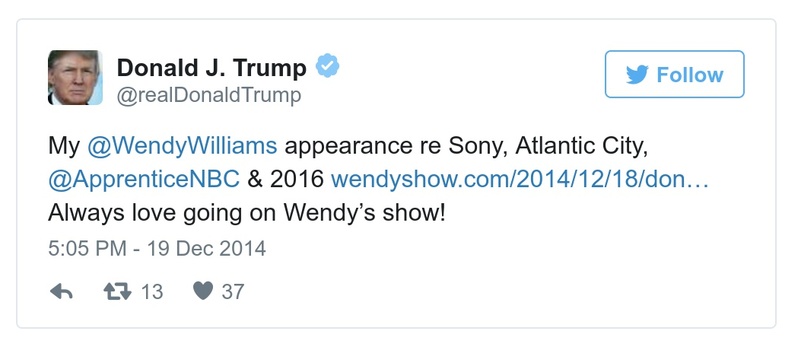 Donald J. Trump
@realDonaldTrump
Follow
My @WendyWilliams appearance re Sony, Atlantic City,
@ApprenticeNBC & 2016 wendyshow.com/2014/12/18/don…
Always love going on Wendy’s show!
5:05 PM - 19 Dec 2014
13 37